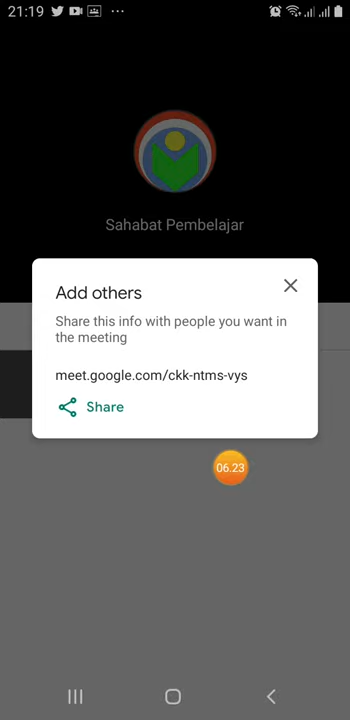 21:19
Sahabat Pembelajar
Add others
Share this info with people you want in
the meeting
meet.google.com/ckk-ntms-vys
Share
06.23